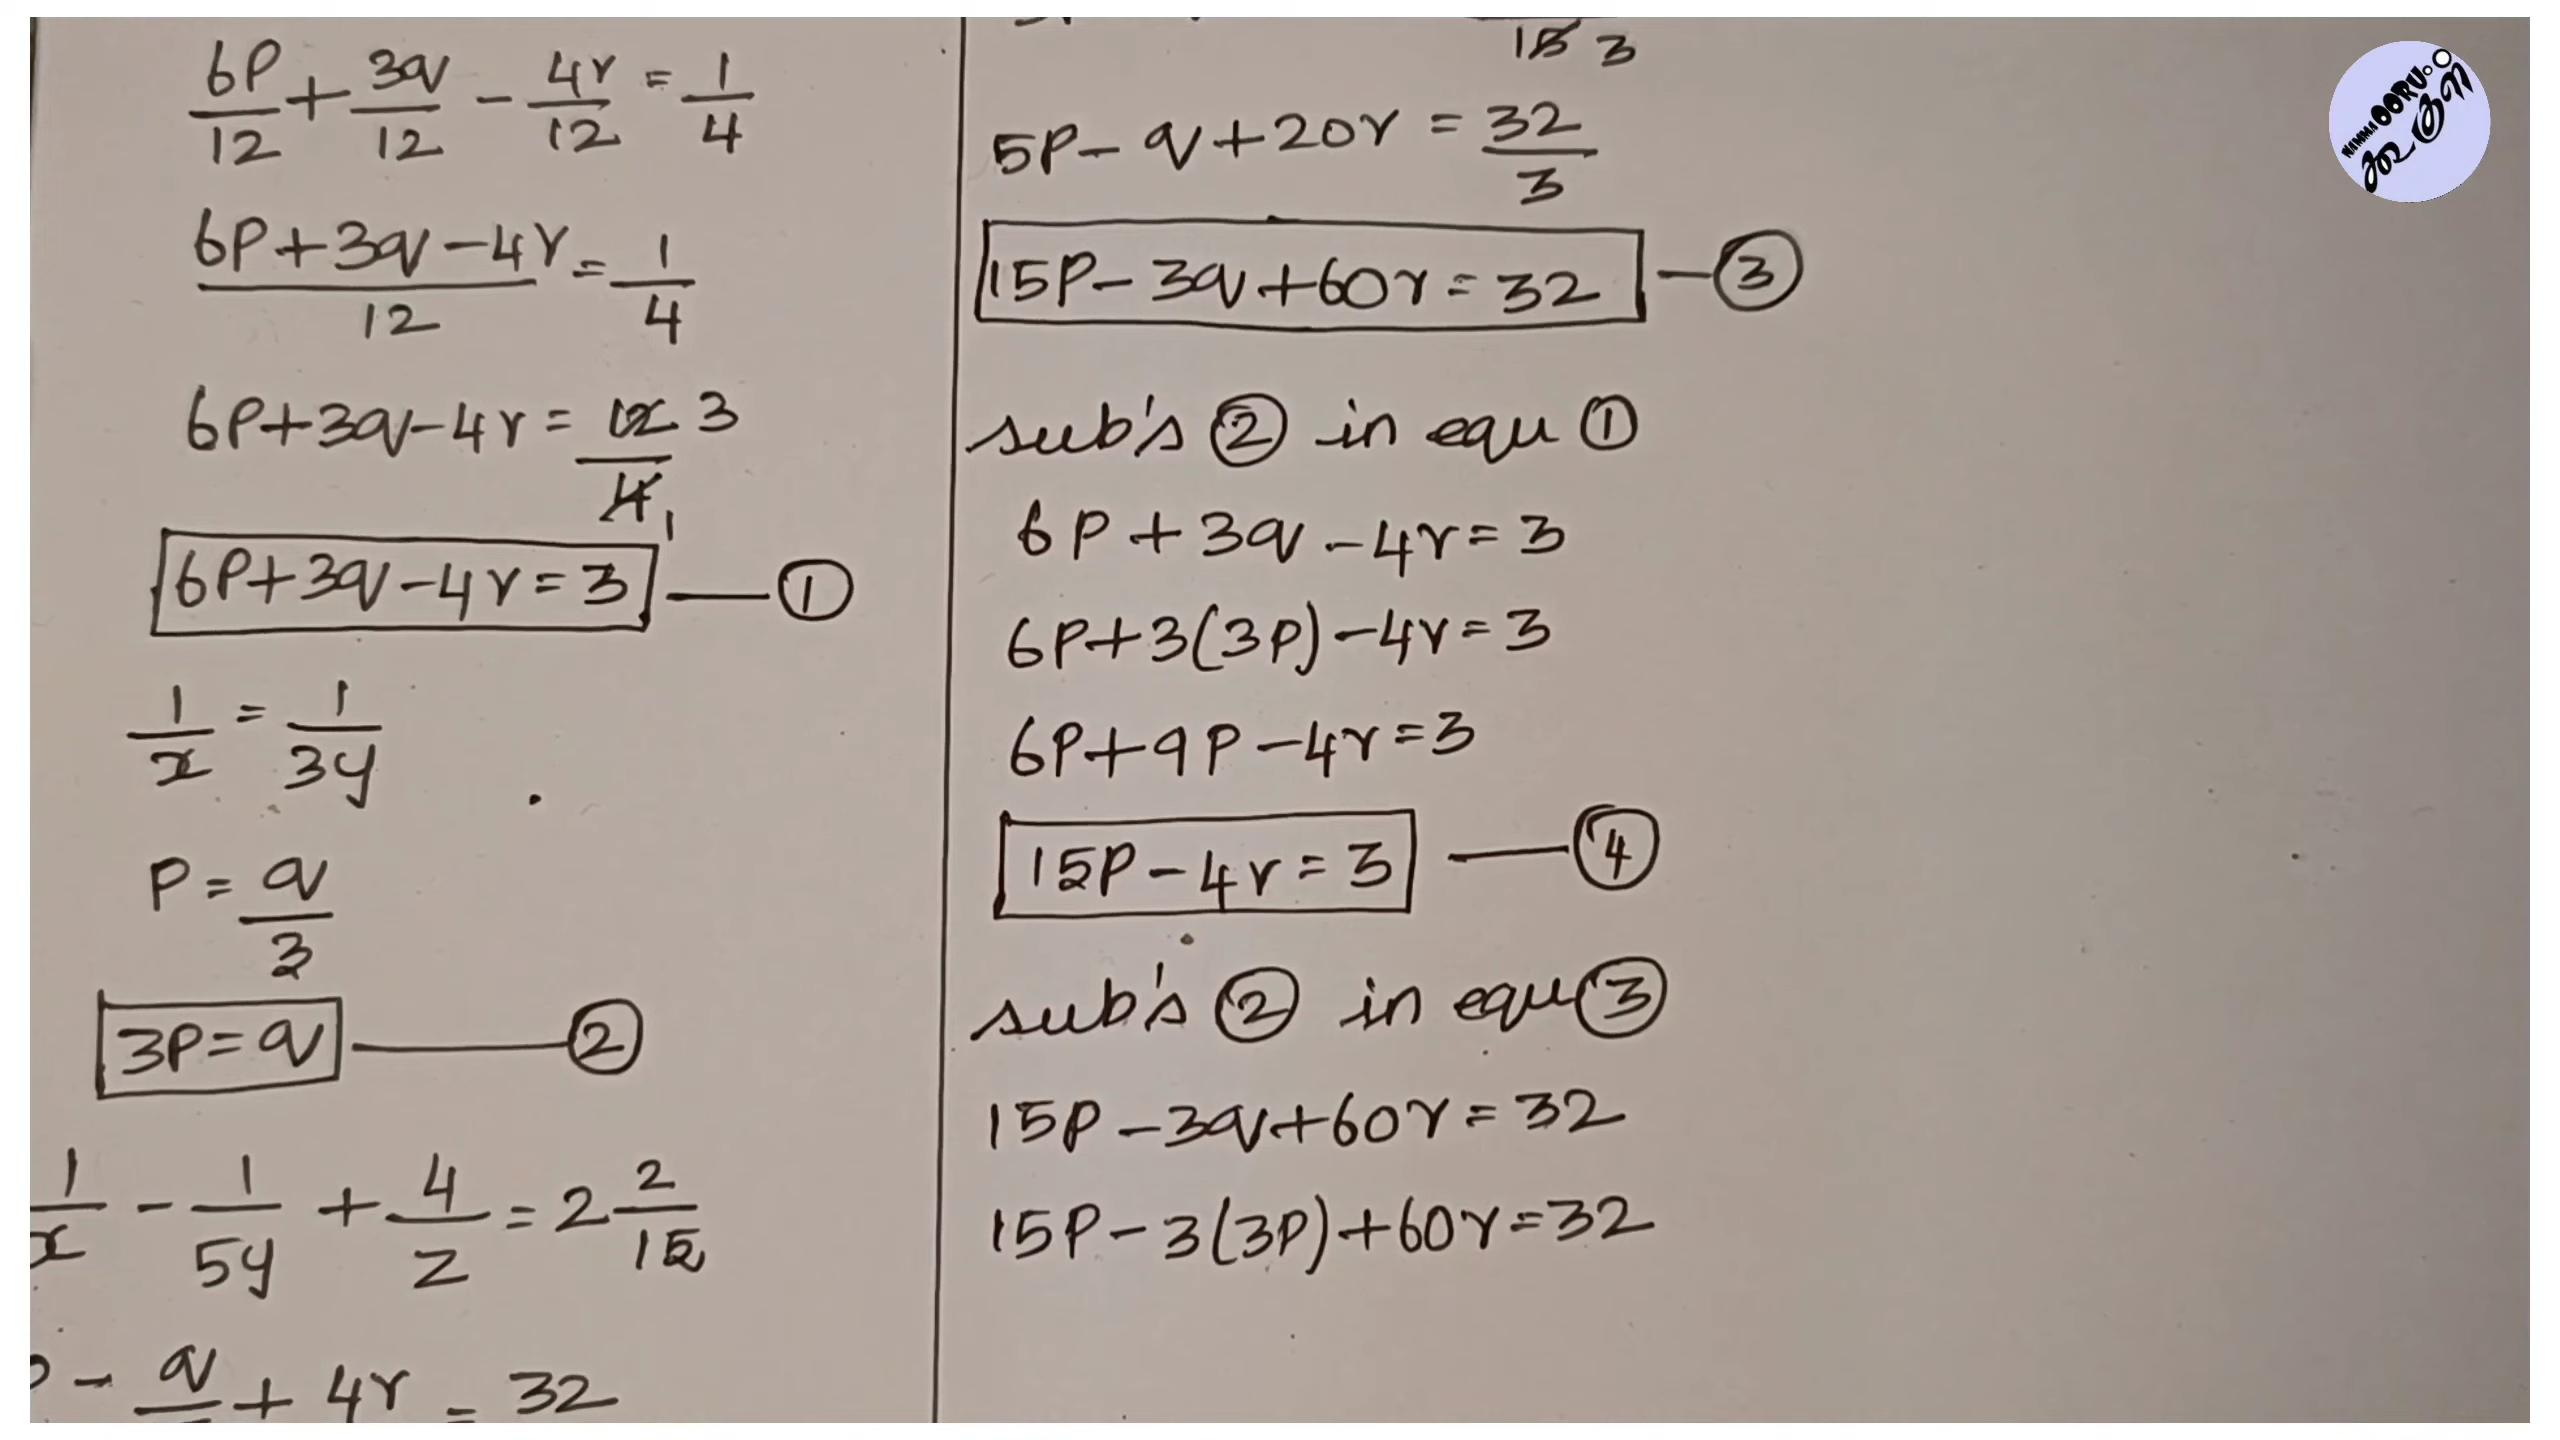 6P/12 + 3q/12 - 4r/12 = 1/4
6P+3q-4r/12 = 1/4
6P+3q-4r = 12/4 3 1
6P+3q-4r=3 — ①
1/x = 1/3y
P = q/3
3P=q — ②
1/x - 1/5y + 4/z = 2 2/15
- q + 4r = 32
15 3
5P-q+20r = 32/3
15P-3q+60r=32 — ③
sub's ② in equ ①
6P+3q-4r=3
6P+3(3P)-4r=3
6P+9P-4r=3
15P-4r=3 — ④
sub's ② in equ ③
15P-3q+60r=32
15P-3(3P)+60r=32
NAMMA OORU